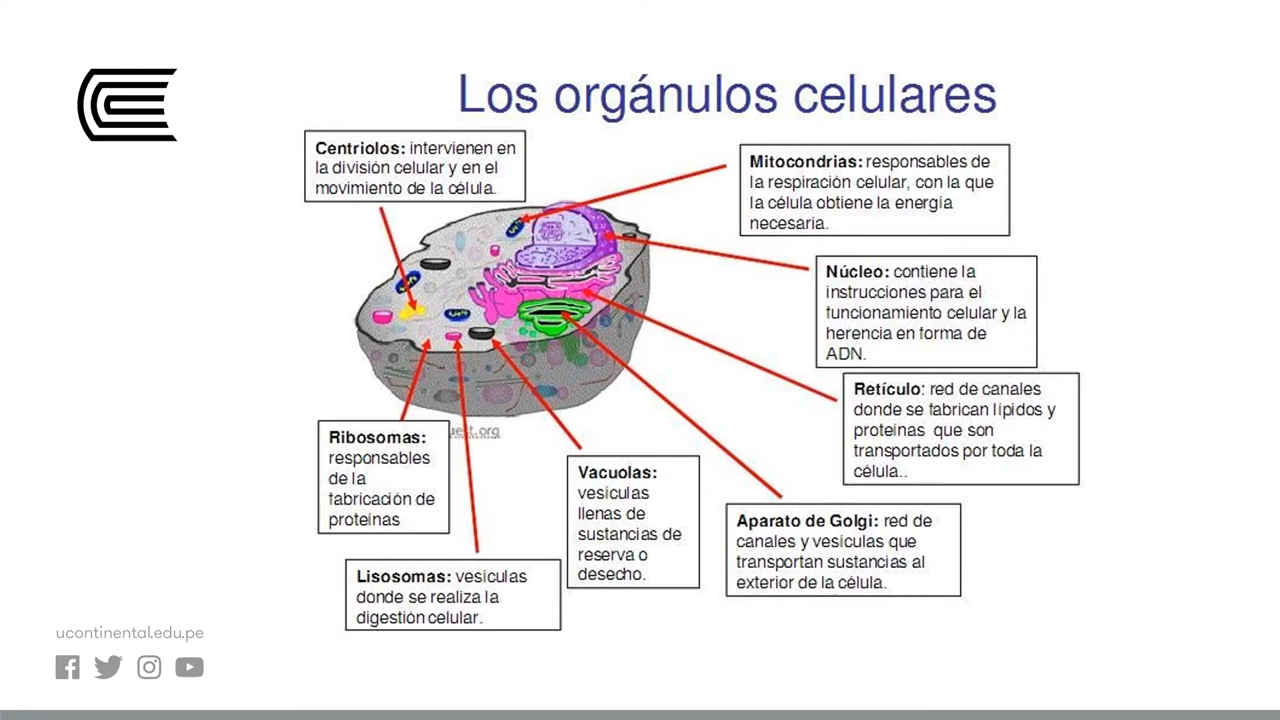 Los orgánulos celulares
Centriolos: intervienen en
la división celular y en el
movimiento de la célula.
Mitocondrias: responsables de
la respiración celular, con la que
la célula obtiene la energía
necesaria.
Núcleo: contiene la
instrucciones para el
funcionamiento celular y la
herencia en forma de
ADN.
Retículo: red de canales
donde se fabrican lípidos y
proteínas que son
transportados por toda la
célula..
Ribosomas:
responsables
de la
fabricación de
proteínas
Vacuolas:
vesículas
llenas de
sustancias de
reserva o
desecho.
Aparato de Golgi: red de
canales y vesículas que
transportan sustancias al
exterior de la célula.
Lisosomas: vesículas
donde se realiza la
digestión celular.
ucontinental.edu.pe